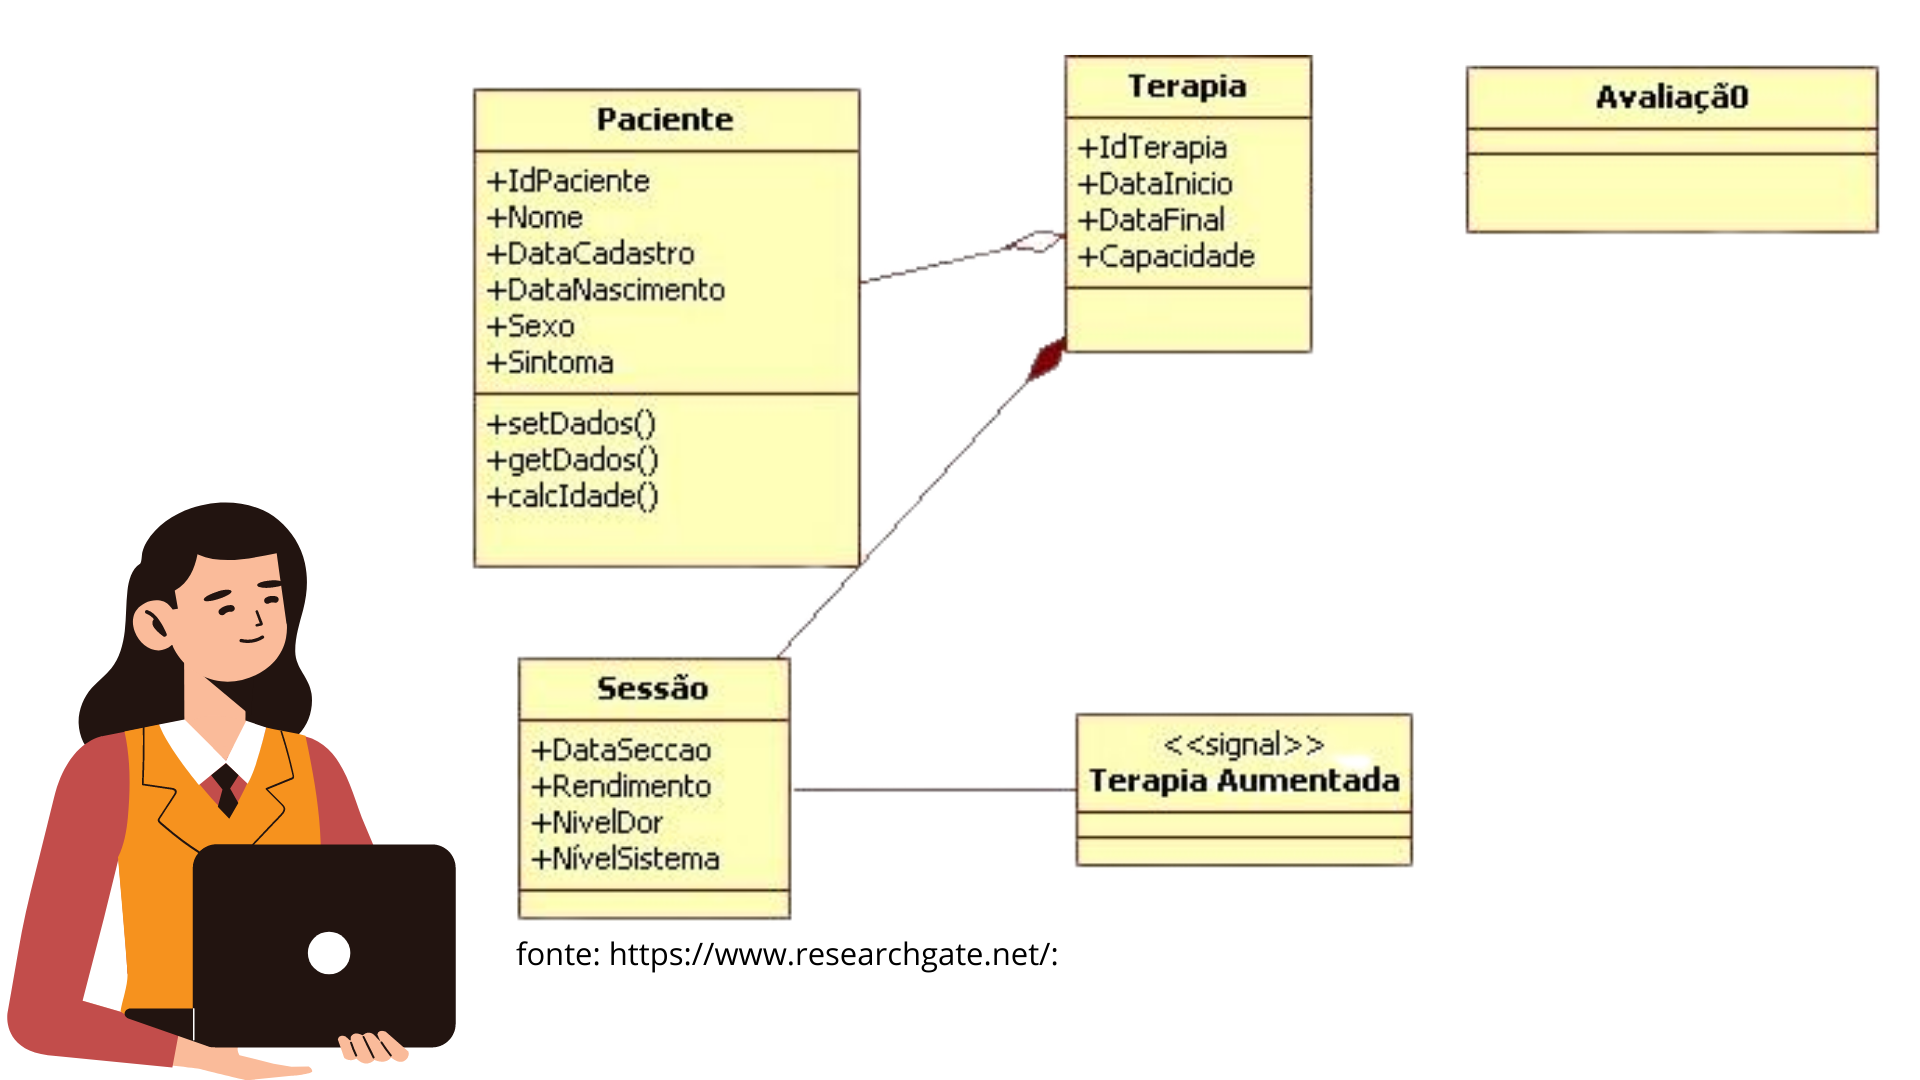 Paciente
+IdPaciente
+Nome
+DataCadastro
+DataNascimento
+Sexo
+Sintoma
+setDados()
+getDados()
+calcIdade()
Terapia
+IdTerapia
+DataInicio
+DataFinal
+Capacidade
Avaliaçã0
Sessão
+DataSeccao
+Rendimento
+NivelDor
+NívelSistema
<<signal>>
Terapia Aumentada
fonte: https://www.researchgate.net/: